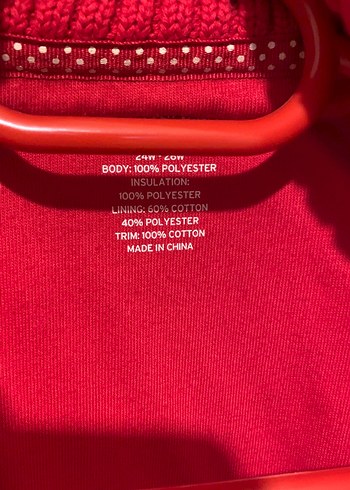 24W - 26W
BODY: 100% POLYESTER
INSULATION:
100% POLYESTER
LINING: 60% COTTON
40% POLYESTER
TRIM: 100% COTTON
MADE IN CHINA